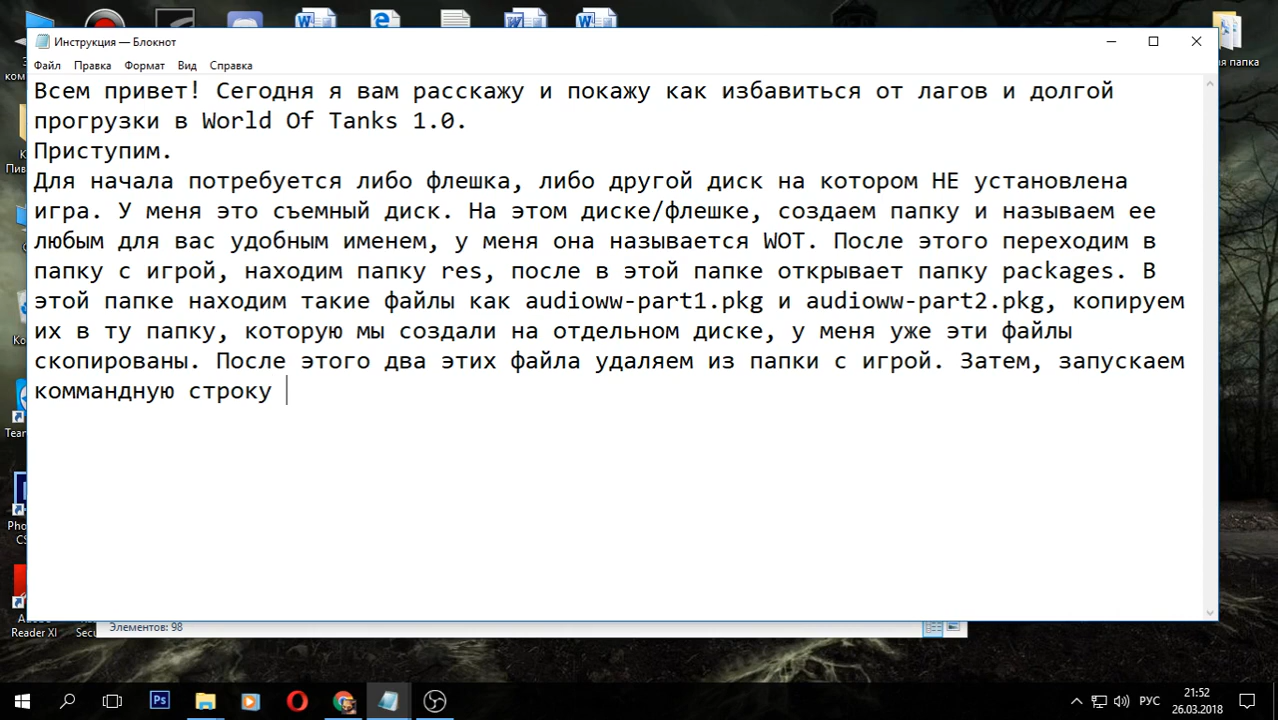 Инструкция — Блокнот
Файл Правка Формат Вид Справка
Всем привет! Сегодня я вам расскажу и покажу как избавиться от лагов и долгой
прогрузки в World Of Tanks 1.0.
Приступим.
Для начала потребуется либо флешка, либо другой диск на котором НЕ установлена
игра. У меня это съемный диск. На этом диске/флешке, создаем папку и называем ее
любым для вас удобным именем, у меня она называется WOT. После этого переходим в
папку с игрой, находим папку res, после в этой папке открывает папку packages. В
этой папке находим такие файлы как audioww-part1.pkg и audioww-part2.pkg, копируем
их в ту папку, которую мы создали на отдельном диске, у меня уже эти файлы
скопированы. После этого два этих файла удаляем из папки с игрой. Затем, запускаем
коммандную строку
Элементов: 98
Reader XI
Ps
РУС
21:52
26.03.2018